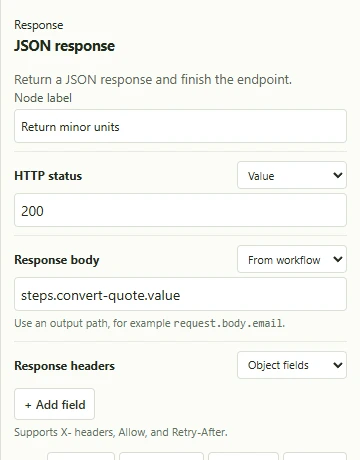 Response
JSON response
Return a JSON response and finish the endpoint.
Node label
Return minor units
HTTP status
Value
200
Response body
From workflow
steps.convert-quote.value
Use an output path, for example request.body.email.
Response headers
Object fields
+ Add field
Supports X- headers, Allow, and Retry-After.